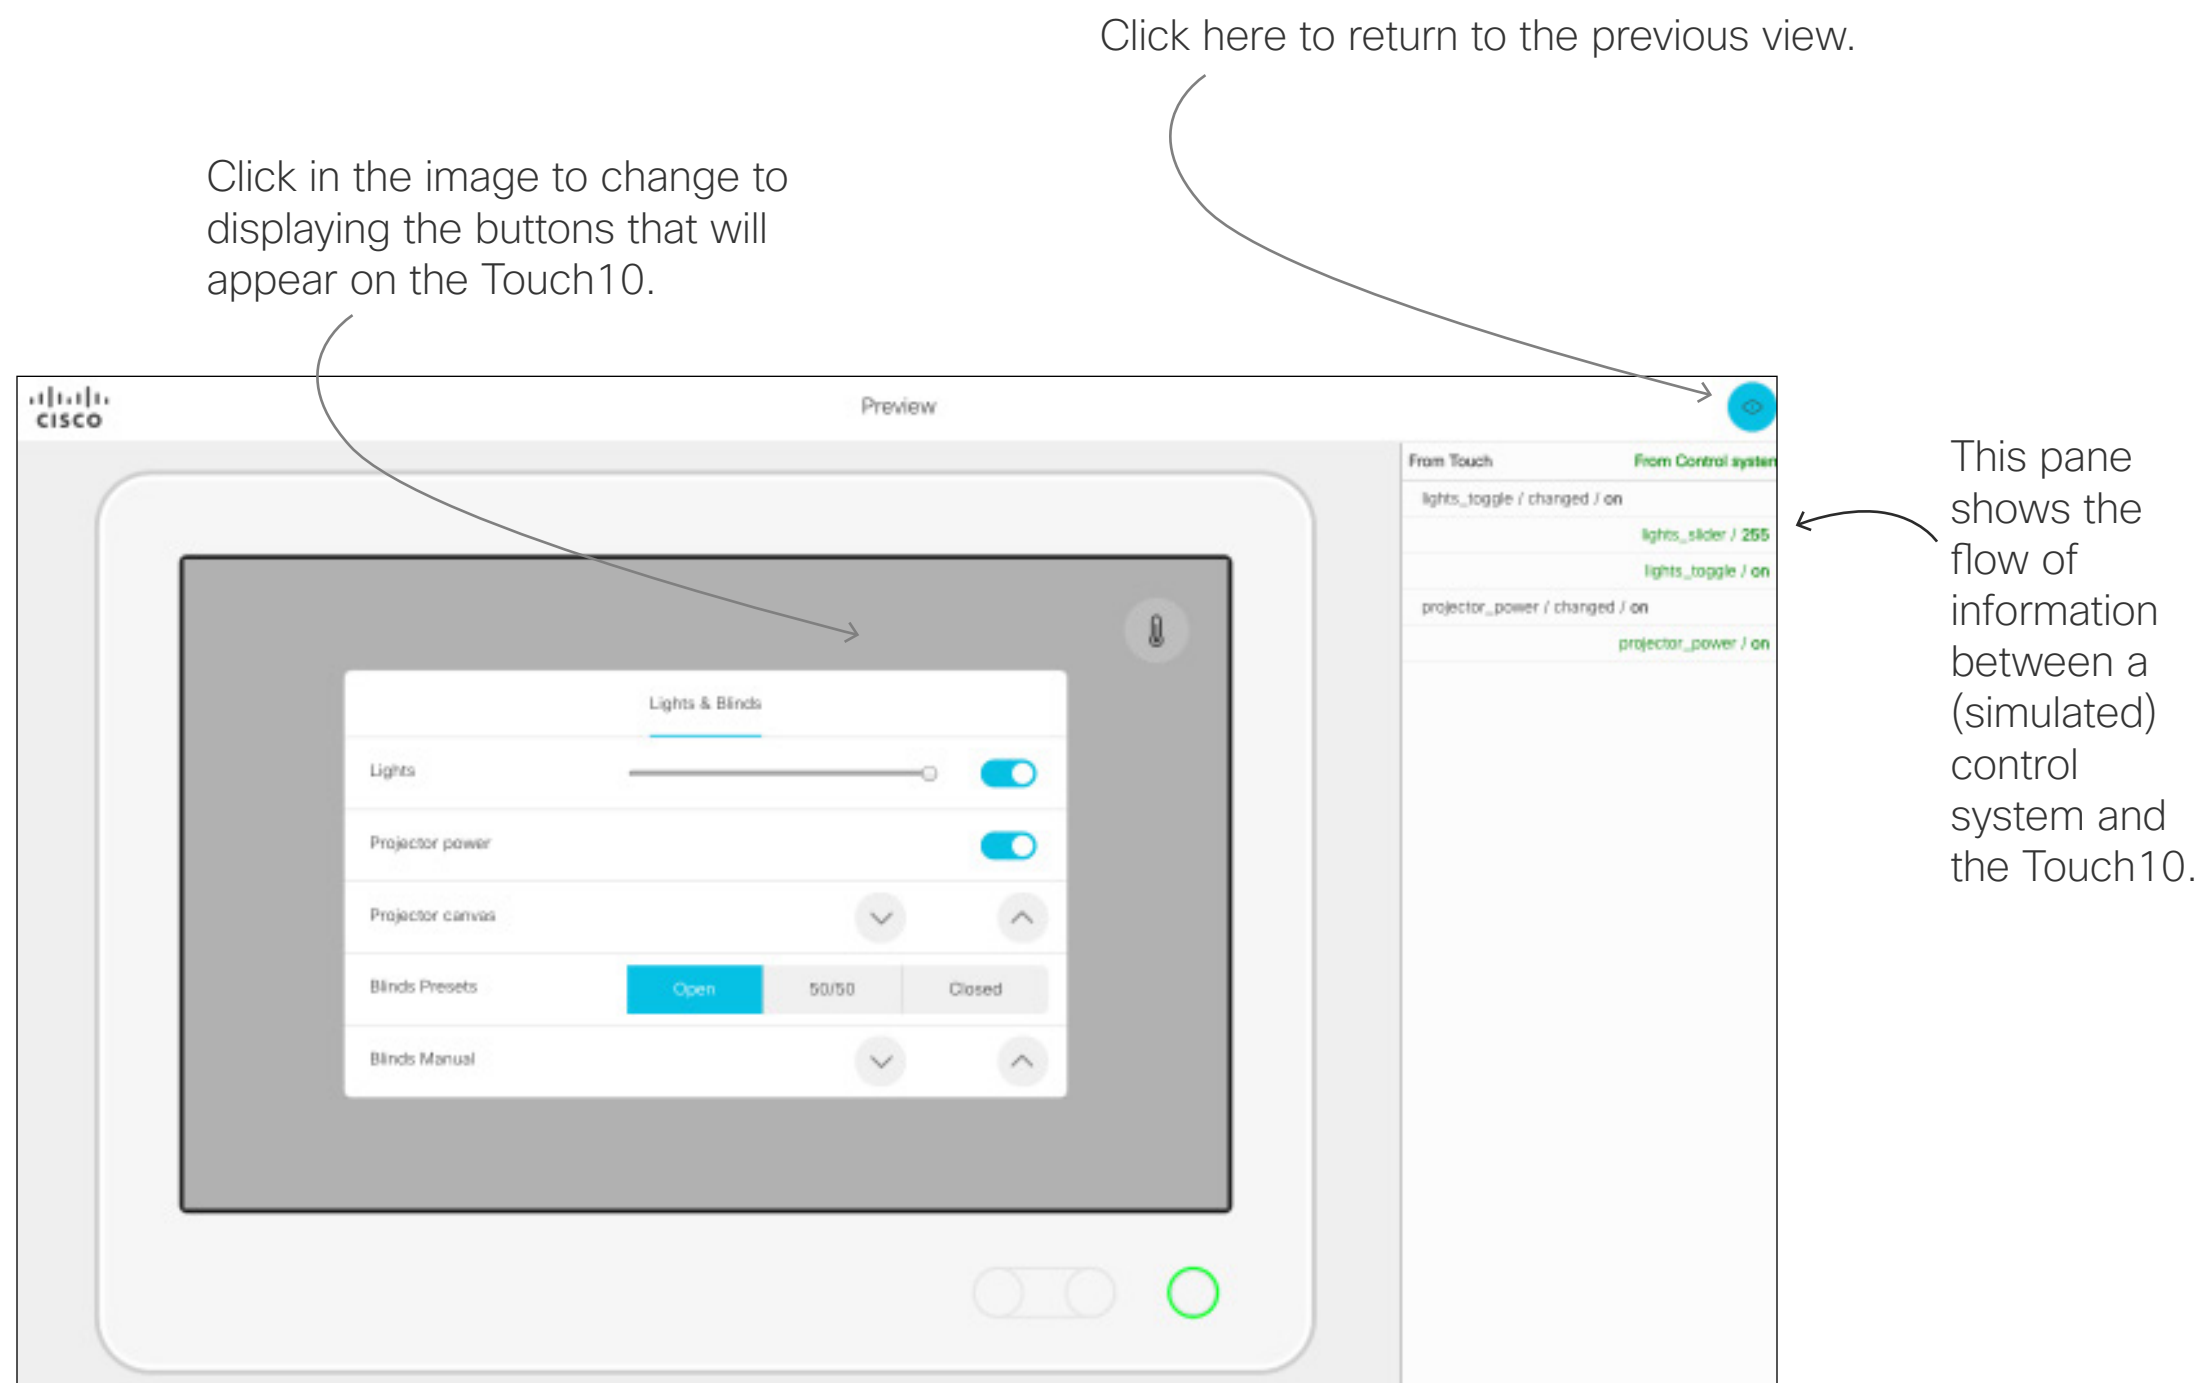 Click here to return to the previous view.
Click in the image to change to
displaying the buttons that will
appear on the Touch10.
CISCO
Preview
From Touch
From Control system
lights_toggle / changed / on
lights_slider / 255
lights_toggle / on
projector_power / changed / on
projector_power / on
This pane
shows the
flow of
information
between a
(simulated)
control
system and
the Touch10.
Lights & Blinds
Lights
Projector power
Projector canvas
Blinds Presets
Open
50/50
Closed
Blinds Manual